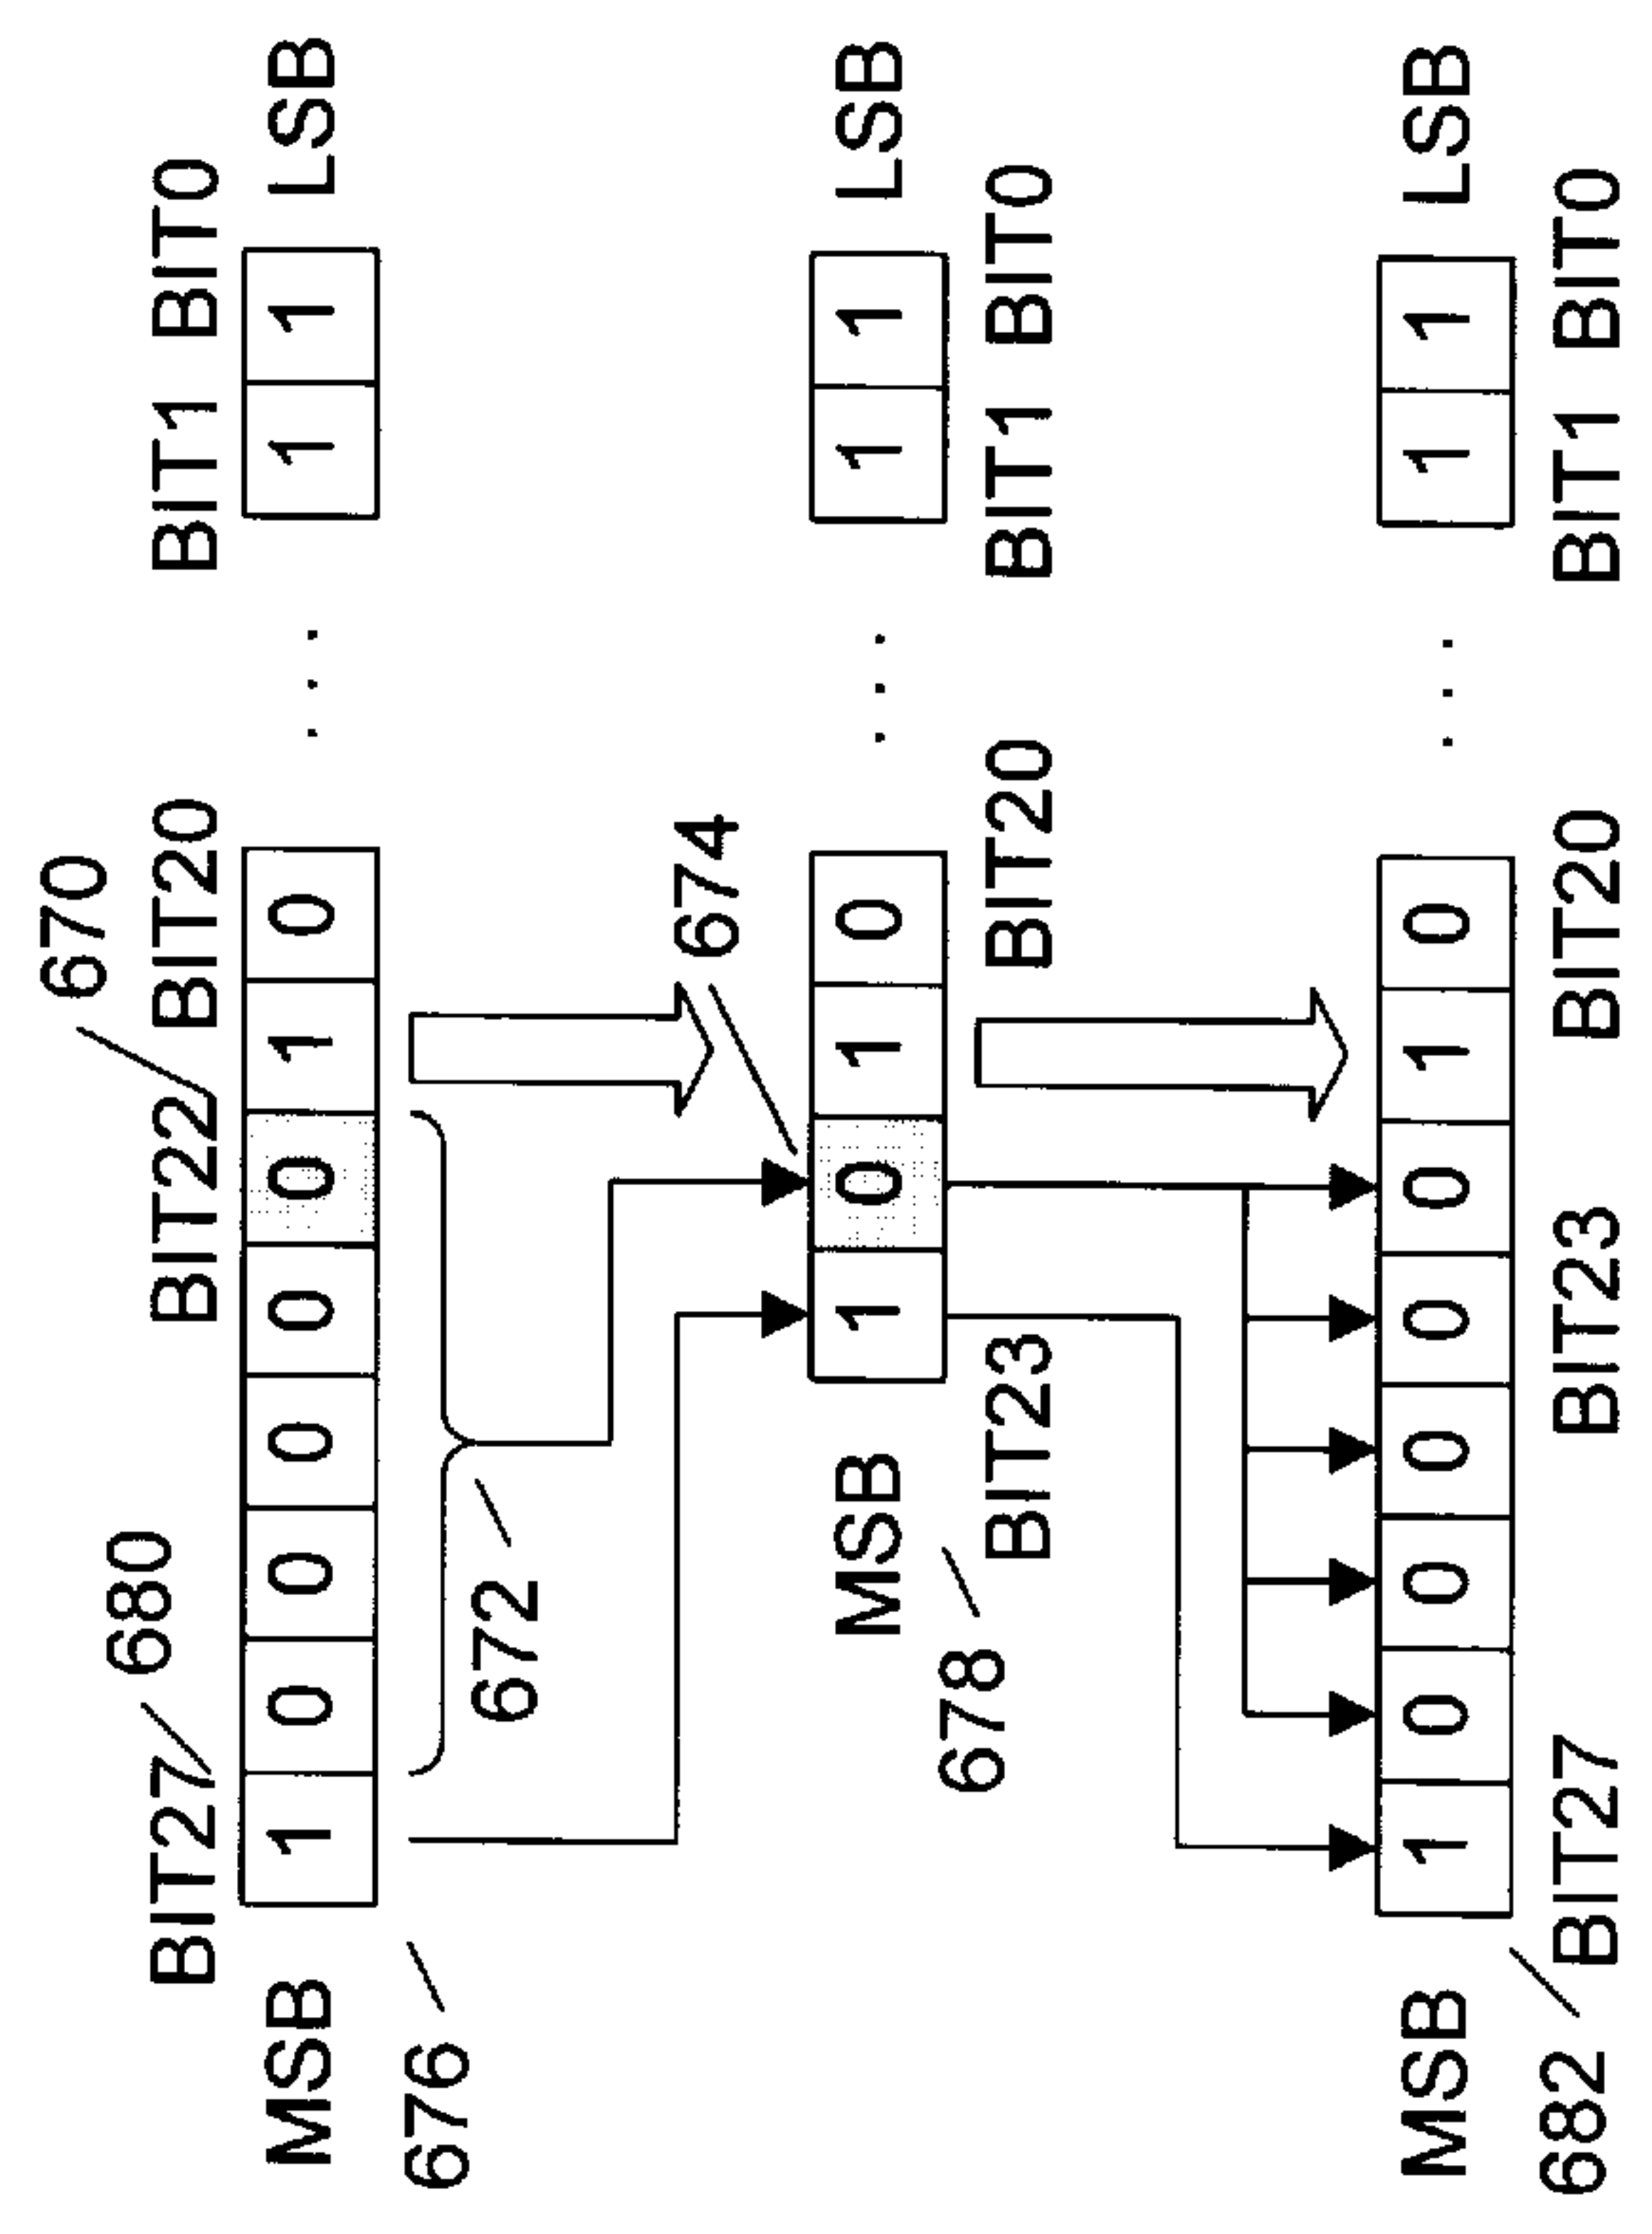 670
680
BIT27 BIT22 BIT20 BIT1 BIT0
MSB 1 0 0 0 0 0 1 0 ... 1 1 LSB
676
672
674
MSB 1 0 1 0 ... 1 1 LSB
678 BIT23 BIT20 BIT1 BIT0
MSB 1 0 0 0 0 0 1 0 ... 1 1 LSB
682 BIT27 BIT23 BIT20 BIT1 BIT0